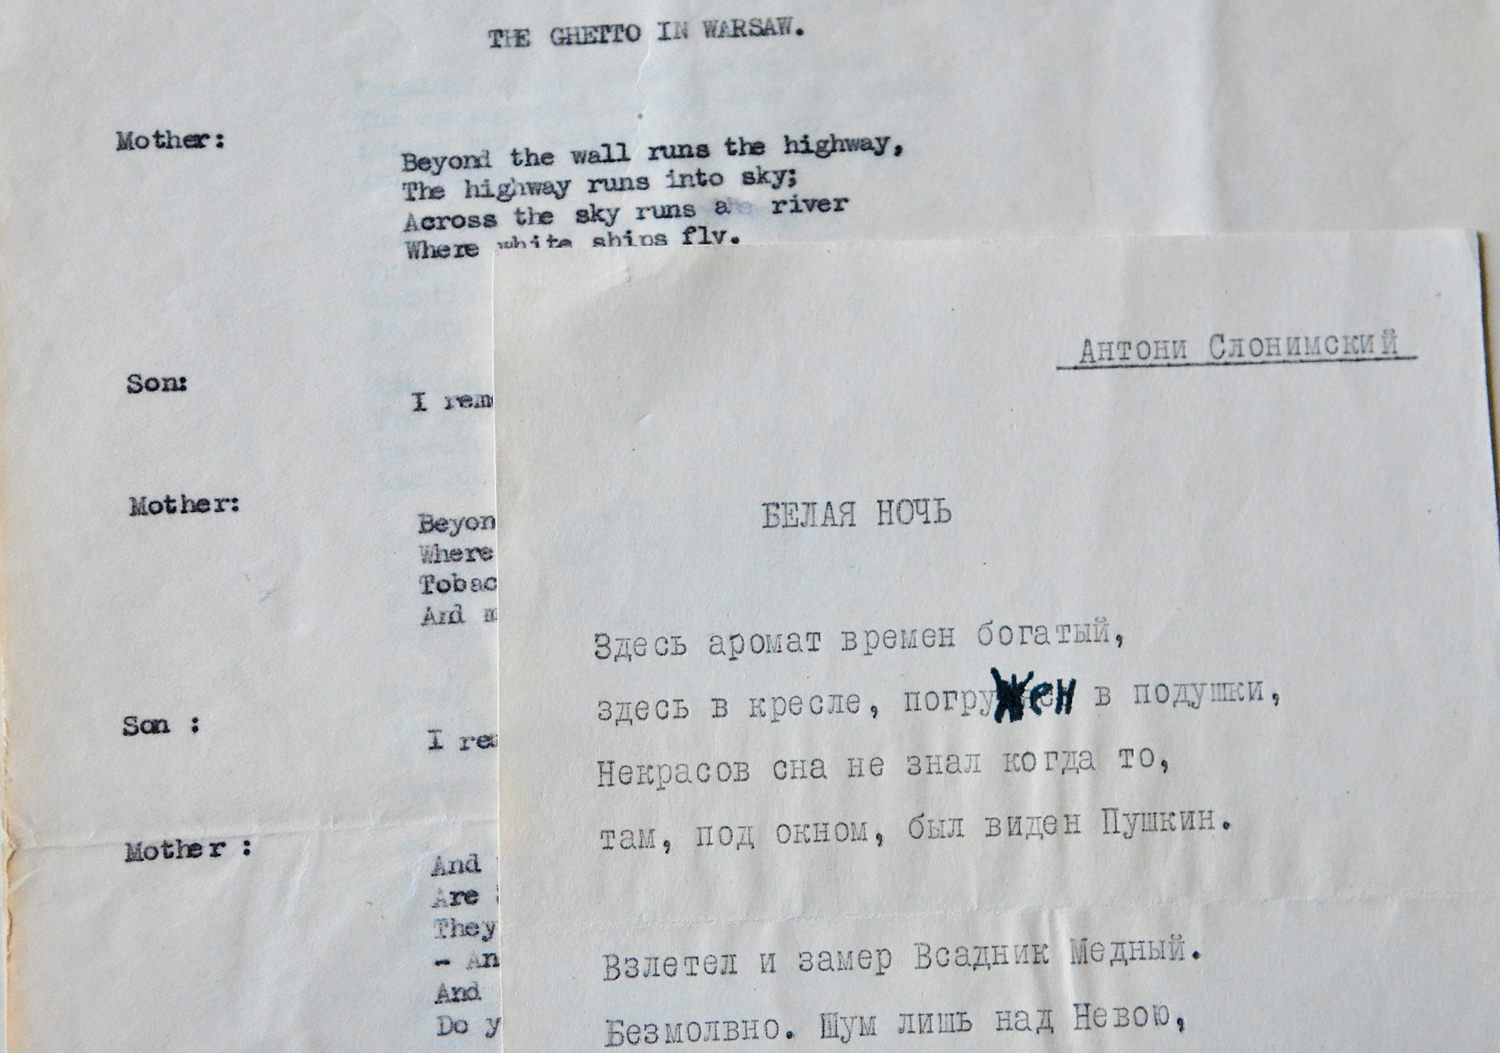 THE GHETTO IN WARSAW.
Mother:
Beyond the wall runs the highway,
The highway runs into sky;
Across the sky runs a river
Where white ships fly.
Son:
I
Mother:
Where
And
Son :
I
Mother :
And
Are
They
-
And
Do
Антони Слонимский
БЕЛАЯ НОЧЬ
Здесь аромат времен богатый,
здесь в кресле, погружен в подушки,
Некрасов сна не знал когда то,
там, под окном, был виден Пушкин.
Взлетел и замер Всадник Медный.
Безмолвно. Шум лишь над Невою,